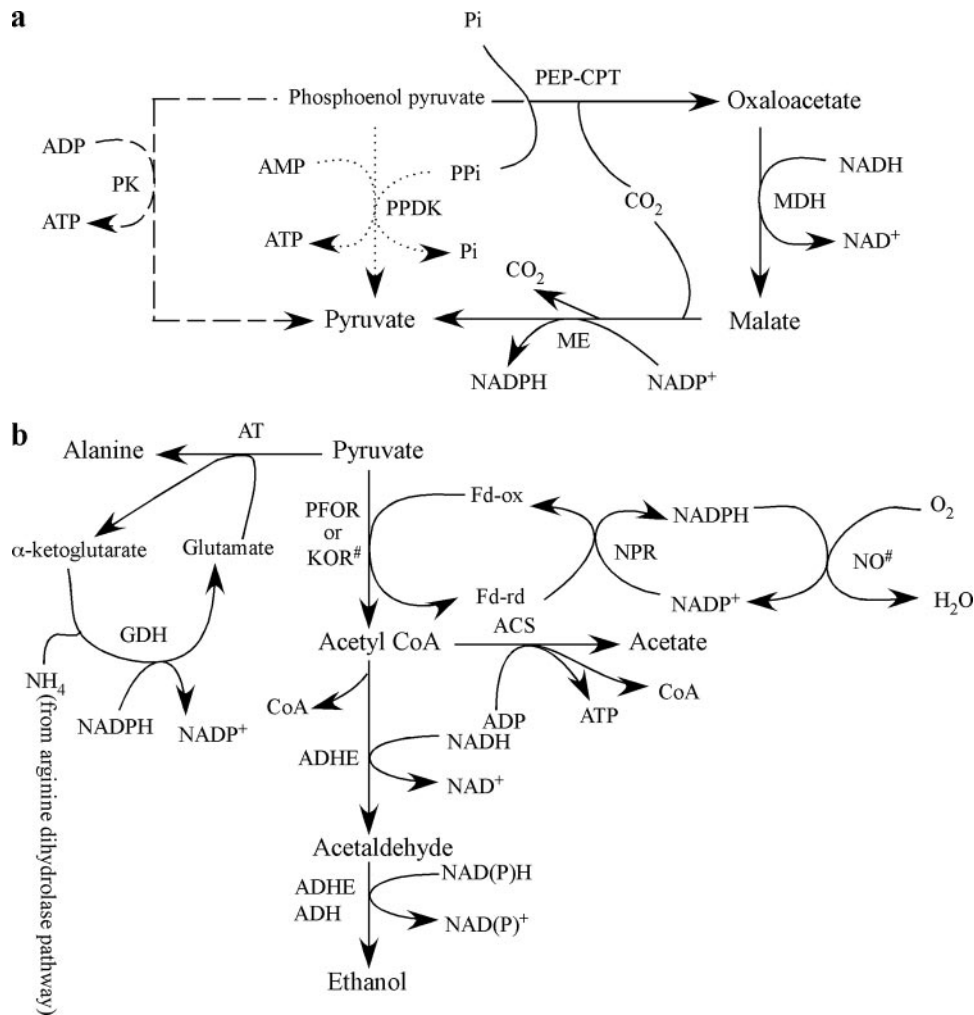 a
Pi
PEP-CPT
Phosphoenol pyruvate
Oxaloacetate
ADP
PK
ATP
AMP
PPi
PPDK
ATP
Pi
CO₂
NADH
MDH
NAD⁺
CO₂
Pyruvate
ME
Malate
NADPH
NADP⁺
b
Alanine
AT
Pyruvate
α-ketoglutarate
Glutamate
PFOR
or
KOR#
Fd-ox
Fd-rd
NPR
NADPH
NADP⁺
NO#
O₂
H₂O
GDH
NH₄
(from arginine dihydrolase pathway)
NADPH
NADP⁺
Acetyl CoA
ACS
Acetate
CoA
ADP
ATP
CoA
ADHE
NADH
NAD⁺
Acetaldehyde
ADHE
ADH
NAD(P)H
NAD(P)⁺
Ethanol